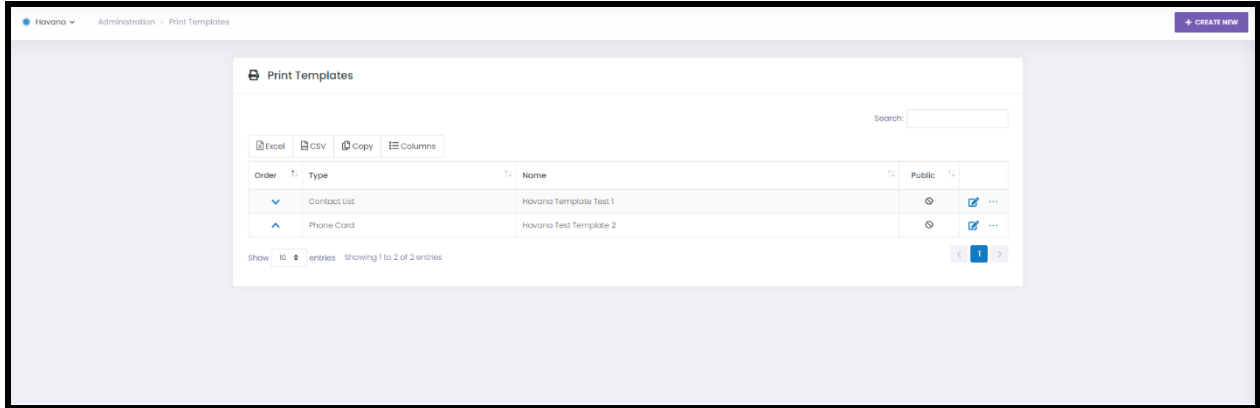 Havana Administration - Print Templates + CREATE NEW
Print Templates
Search:
Excel CSV Copy Columns
Order Type Name Public
Contact List Havana Template Test 1
Phone Card Havana Test Template 2
Show 10 entries Showing 1 to 2 of 2 entries < 1 >